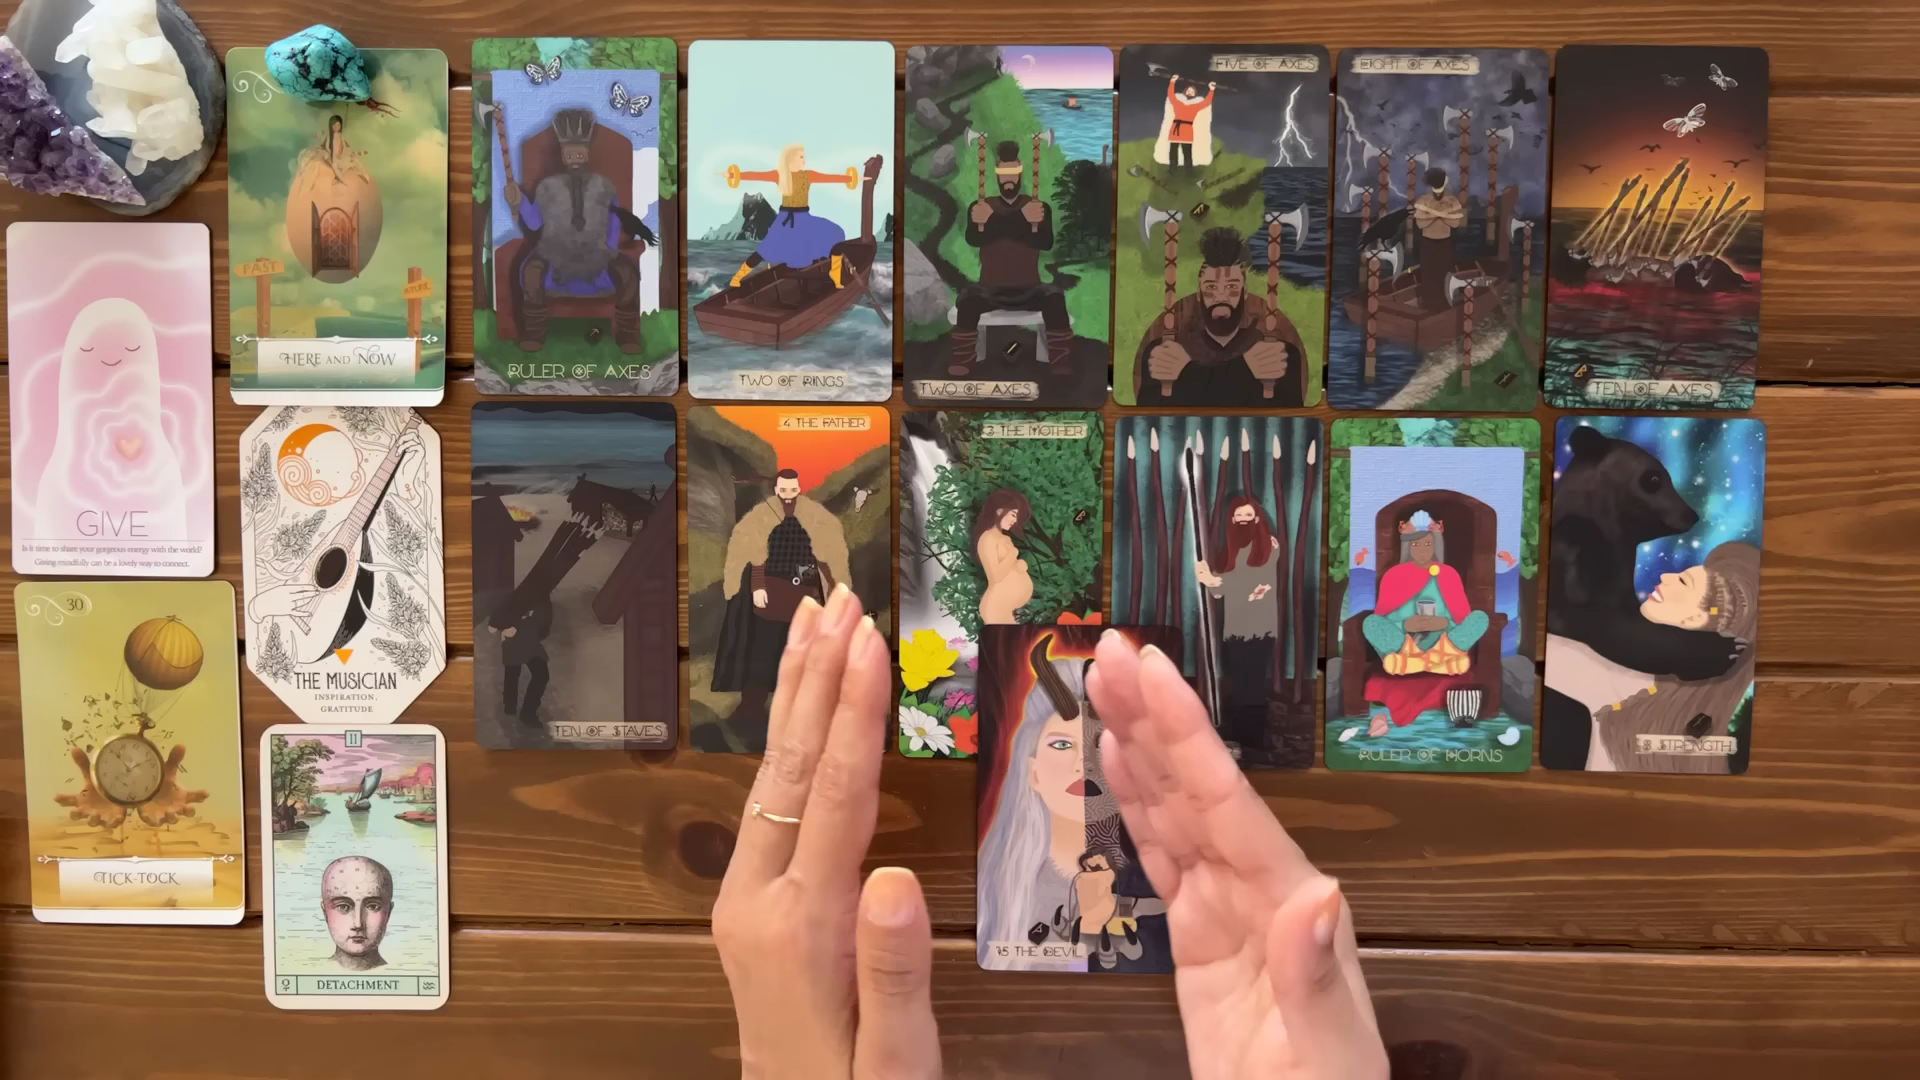 HERE AND NOW
PAST
RULER OF AXES
TWO OF RINGS
TWO OF AXES
FIVE OF AXES
EIGHT OF AXES
TEN OF AXES
GIVE
Is it time to share your gorgeous energy with the world?
Giving mindfully can be a lovely way to connect.
THE MUSICIAN
INSPIRATION.
GRATITUDE
TEN OF STAVES
4 THE FATHER
3 THE MOTHER
RULER OF HORNS
8 STRENGTH
30
TICK-TOCK
11
DETACHMENT
15 THE DEVIL